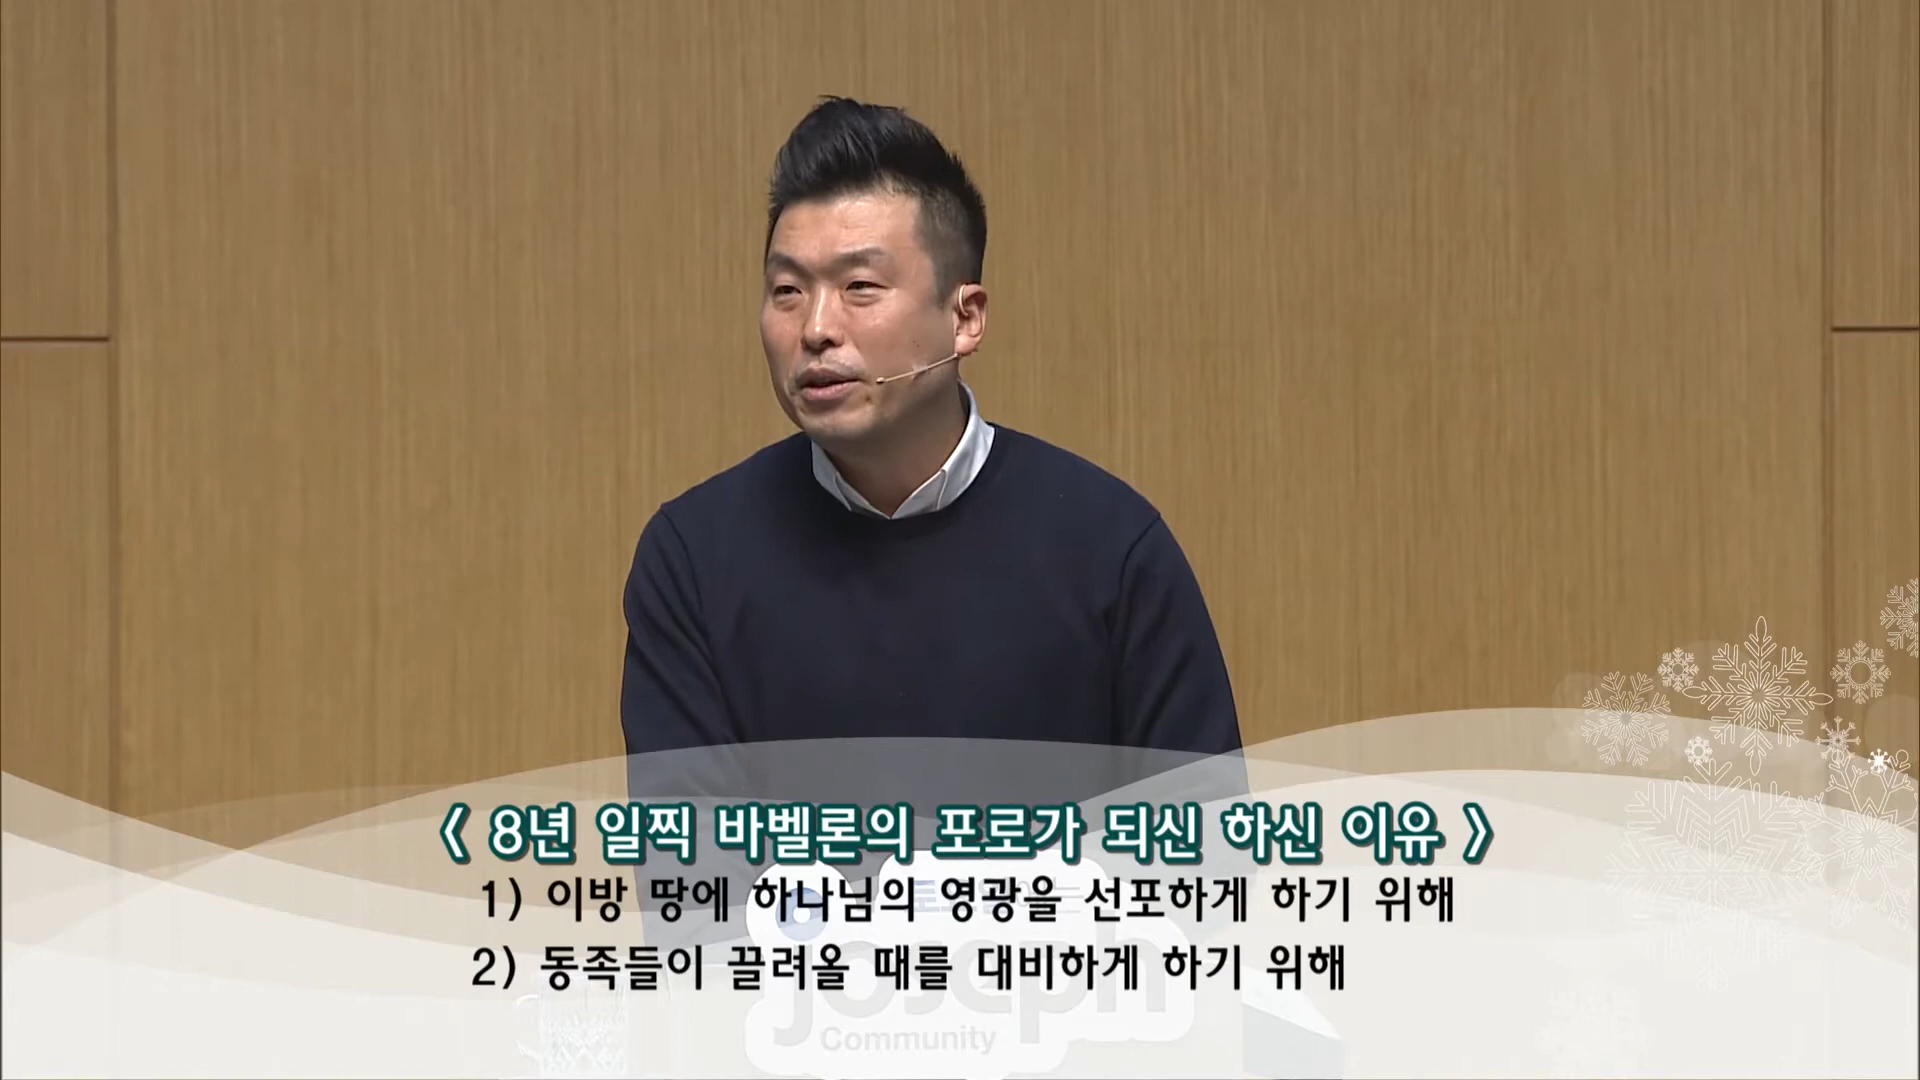 < 8년 일찍 바벨론의 포로가 되신 하신 이유 >
1) 이방 땅에 하나님의 영광을 선포하게 하기 위해
2) 동족들이 끌려올 때를 대비하게 하기 위해
joseph
Community